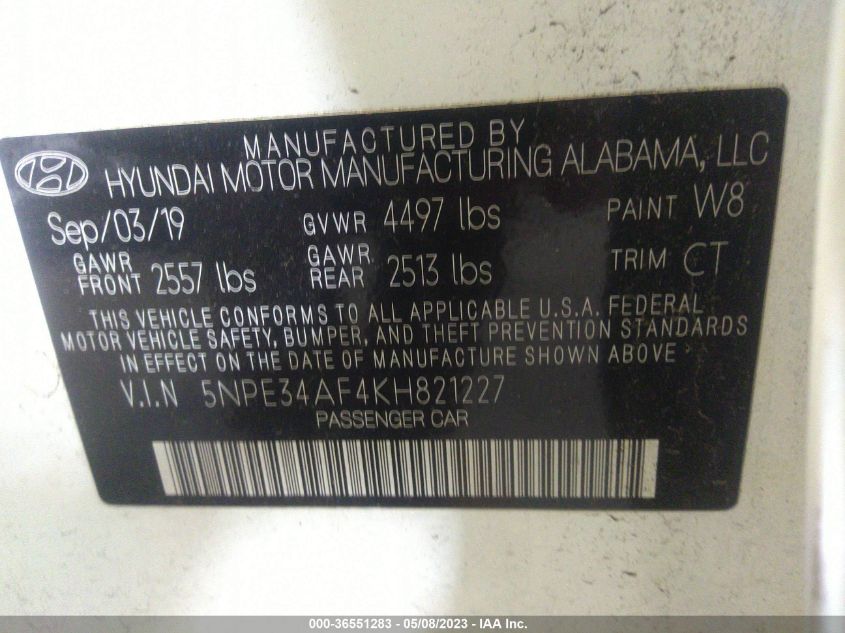 MANUFACTURED BY
HYUNDAI MOTOR MANUFACTURING ALABAMA, LLC
Sep/03/19 GVWR 4497 lbs PAINT W8
GAWR FRONT 2557 lbs GAWR REAR 2513 lbs TRIM CT
THIS VEHICLE CONFORMS TO ALL APPLICABLE U.S.A. FEDERAL
MOTOR VEHICLE SAFETY, BUMPER, AND THEFT PREVENTION STANDARDS
IN EFFECT ON THE DATE OF MANUFACTURE SHOWN ABOVE
V.I.N 5NPE34AF4KH821227
PASSENGER CAR
000-36551283 - 05/08/2023 - IAA Inc.